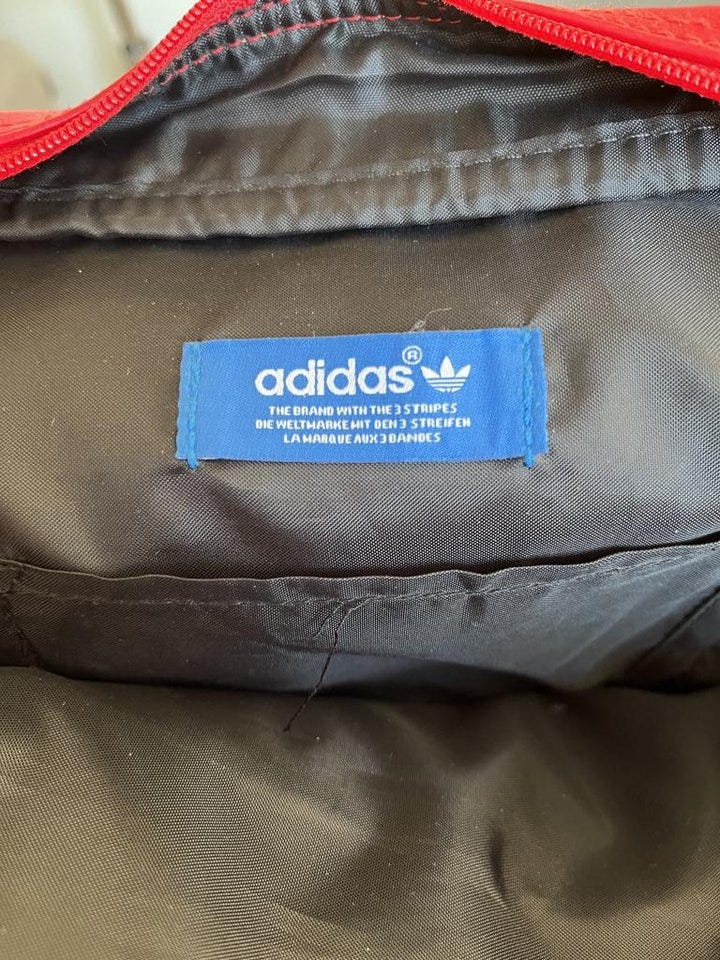 adidas®
THE BRAND WITH THE 3 STRIPES
DIE WELTMARKE MIT DEN 3 STREIFEN
LA MARQUE AUX 3 BANDES